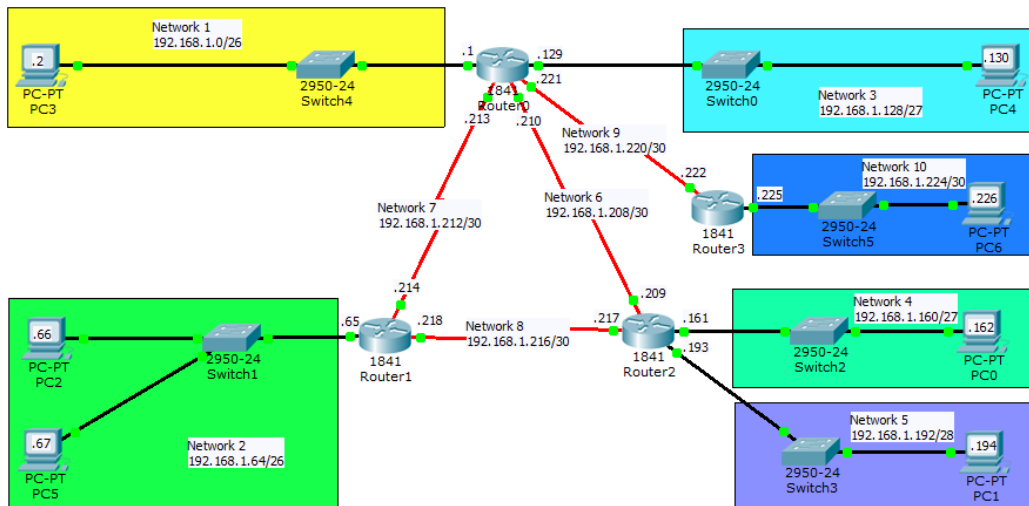 Network 1
192.168.1.0/26
.2
PC-PT
PC3
2950-24
Switch4
.1
1841
Router0
.129
.221
.213
.210
2950-24
Switch0
.130
PC-PT
PC4
Network 3
192.168.1.128/27
Network 9
192.168.1.220/30
.222
1841
Router3
.225
Network 10
192.168.1.224/30
2950-24
Switch5
.226
PC-PT
PC6
Network 7
192.168.1.212/30
Network 6
192.168.1.208/30
.214
.209
.66
PC-PT
PC2
2950-24
Switch1
.65
1841
Router1
.218
Network 8
192.168.1.216/30
.217
1841
Router2
.161
.193
Network 4
192.168.1.160/27
2950-24
Switch2
.162
PC-PT
PC0
.67
PC-PT
PC5
Network 2
192.168.1.64/26
Network 5
192.168.1.192/28
2950-24
Switch3
.194
PC-PT
PC1